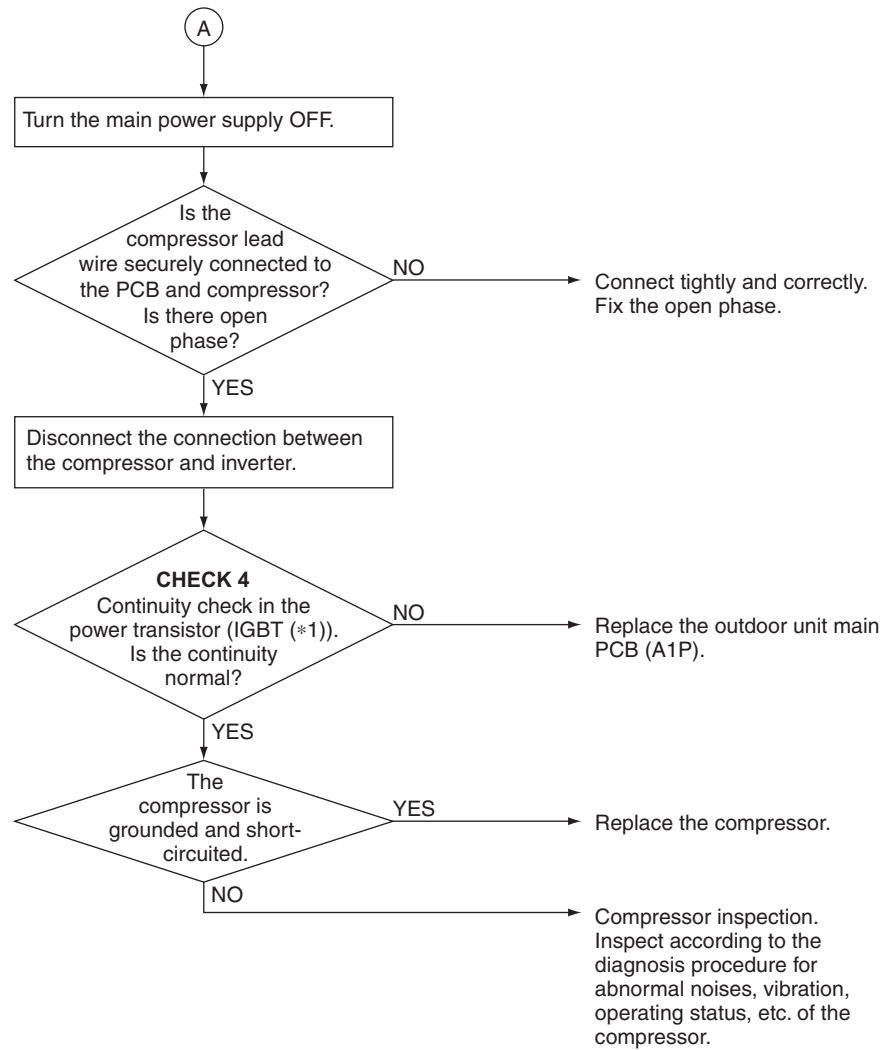 A
Turn the main power supply OFF.
Is the
compressor lead
wire securely connected to
the PCB and compressor?
Is there open
phase?
NO
Connect tightly and correctly.
Fix the open phase.
YES
Disconnect the connection between
the compressor and inverter.
CHECK 4
Continuity check in the
power transistor (IGBT (*1)).
Is the continuity
normal?
NO
Replace the outdoor unit main
PCB (A1P).
YES
The
compressor is
grounded and short-
circuited.
YES
Replace the compressor.
NO
Compressor inspection.
Inspect according to the
diagnosis procedure for
abnormal noises, vibration,
operating status, etc. of the
compressor.